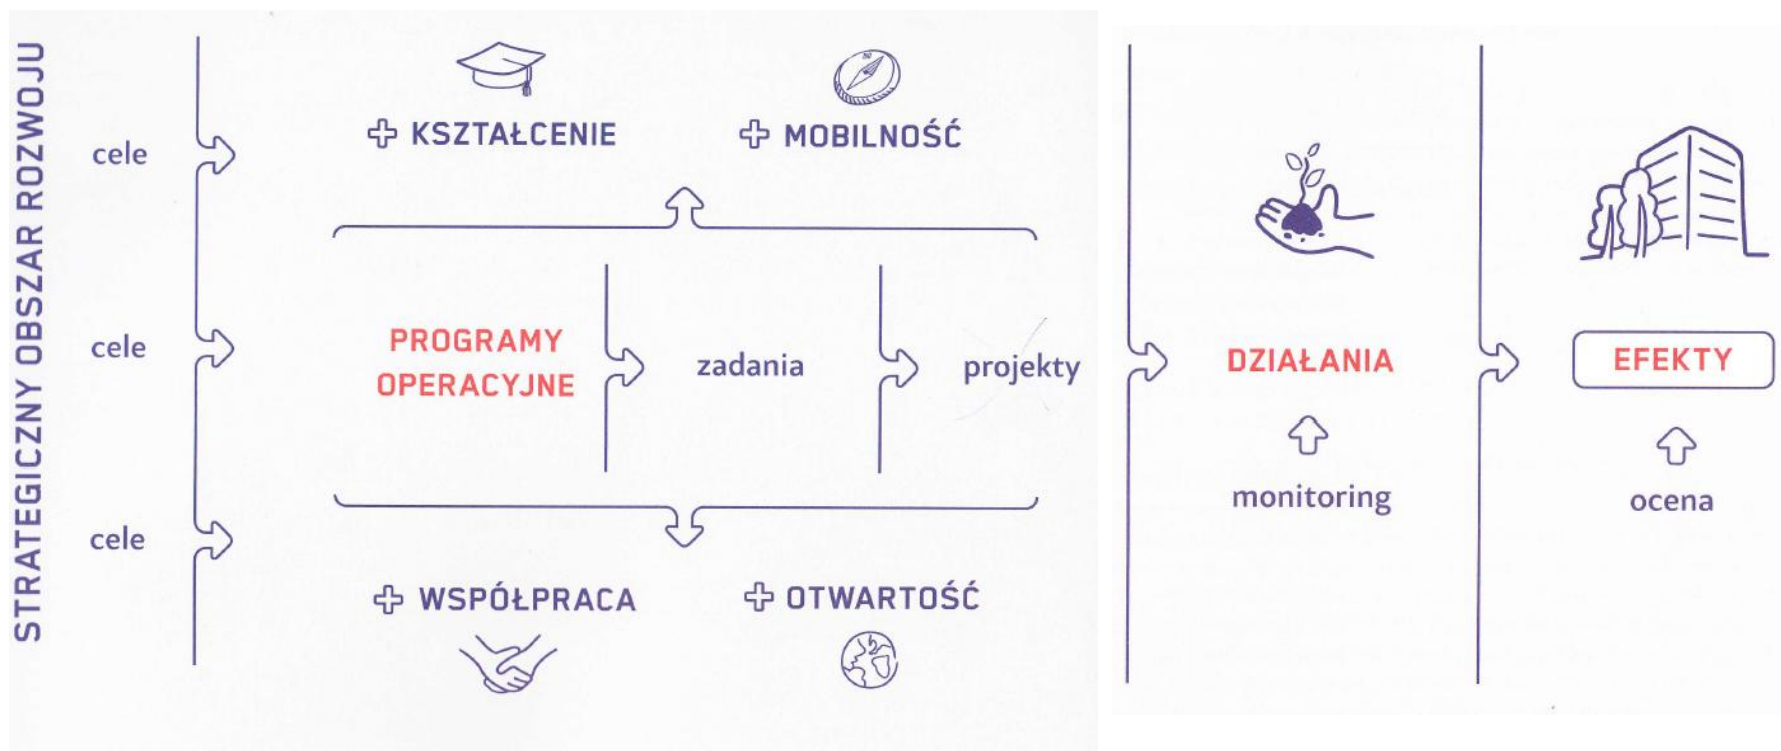 STRATEGICZNY OBSZAR ROZWOJU
cele
cele
cele
KSZTAŁCENIE
MOBILNOŚĆ
PROGRAMY
OPERACYJNE
zadania
projekty
WSPÓŁPRACA
OTWARTOŚĆ
DZIAŁANIA
monitoring
EFEKTY
ocena